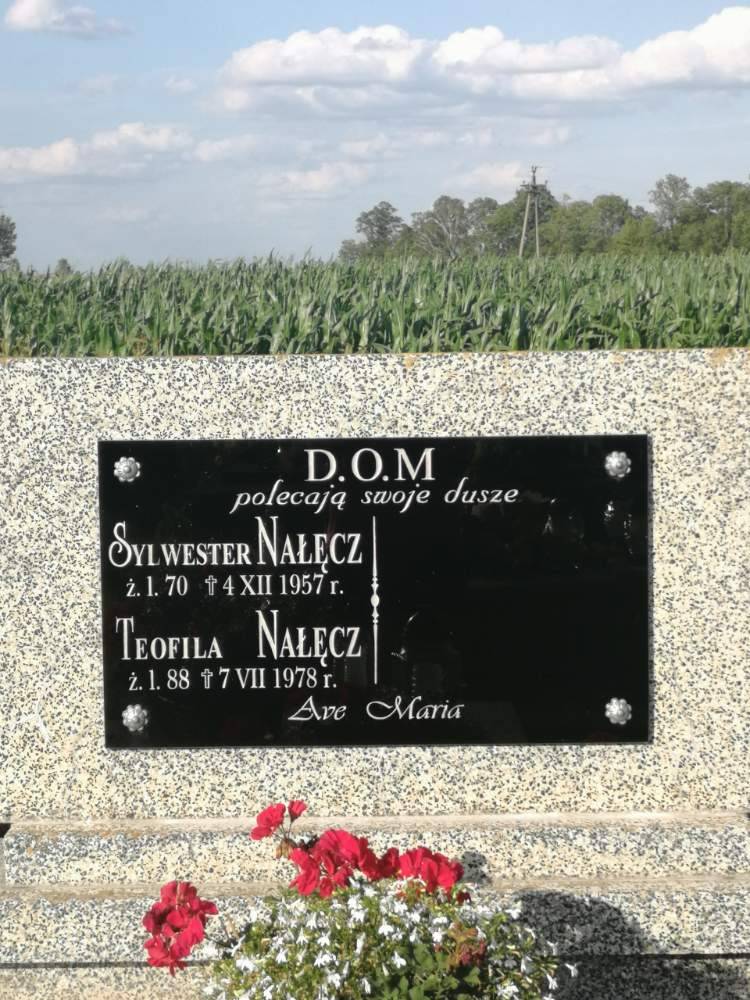 D.O.M
polecają swoje dusze
SYLWESTER NAŁĘCZ
ż. l. 70 ✝ 4 XII 1957 r.
TEOFILA NAŁĘCZ
ż. l. 88 ✝ 7 VII 1978 r.
Ave Maria